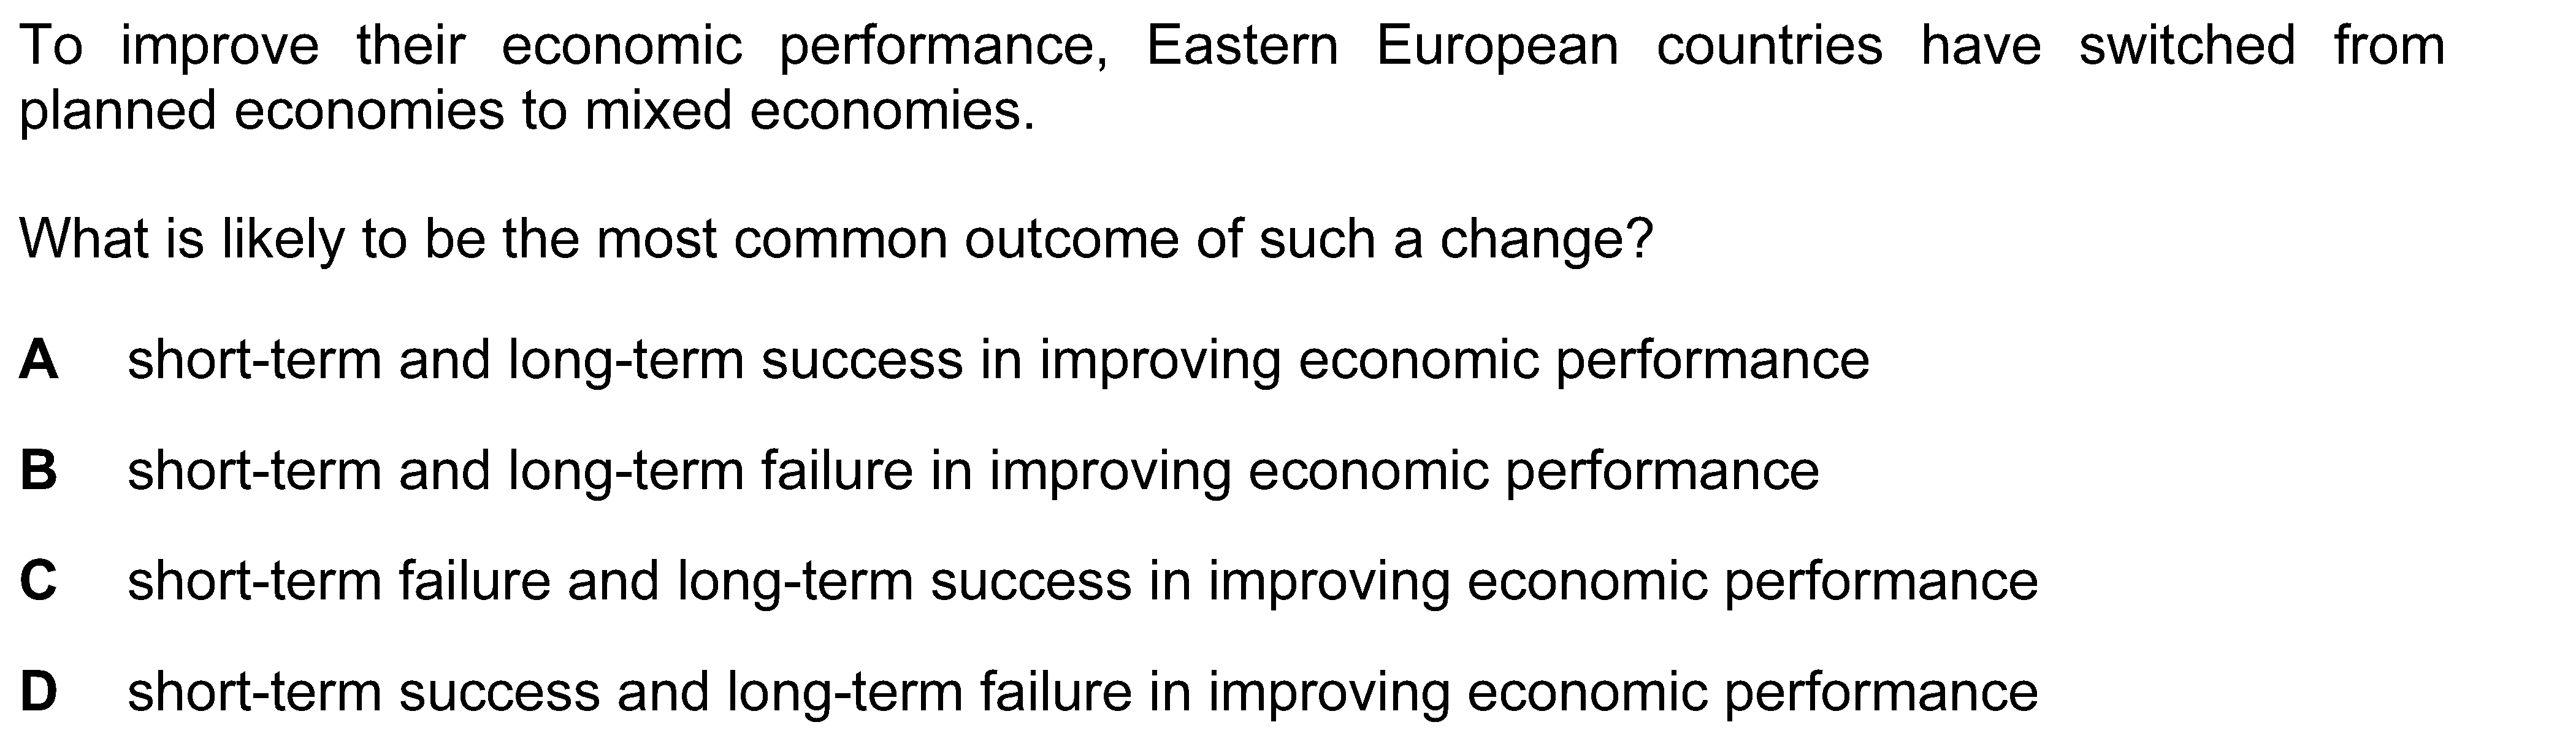 To improve their economic performance, Eastern European countries have switched from
planned economies to mixed economies.
What is likely to be the most common outcome of such a change?
A short-term and long-term success in improving economic performance
B short-term and long-term failure in improving economic performance
C short-term failure and long-term success in improving economic performance
D short-term success and long-term failure in improving economic performance